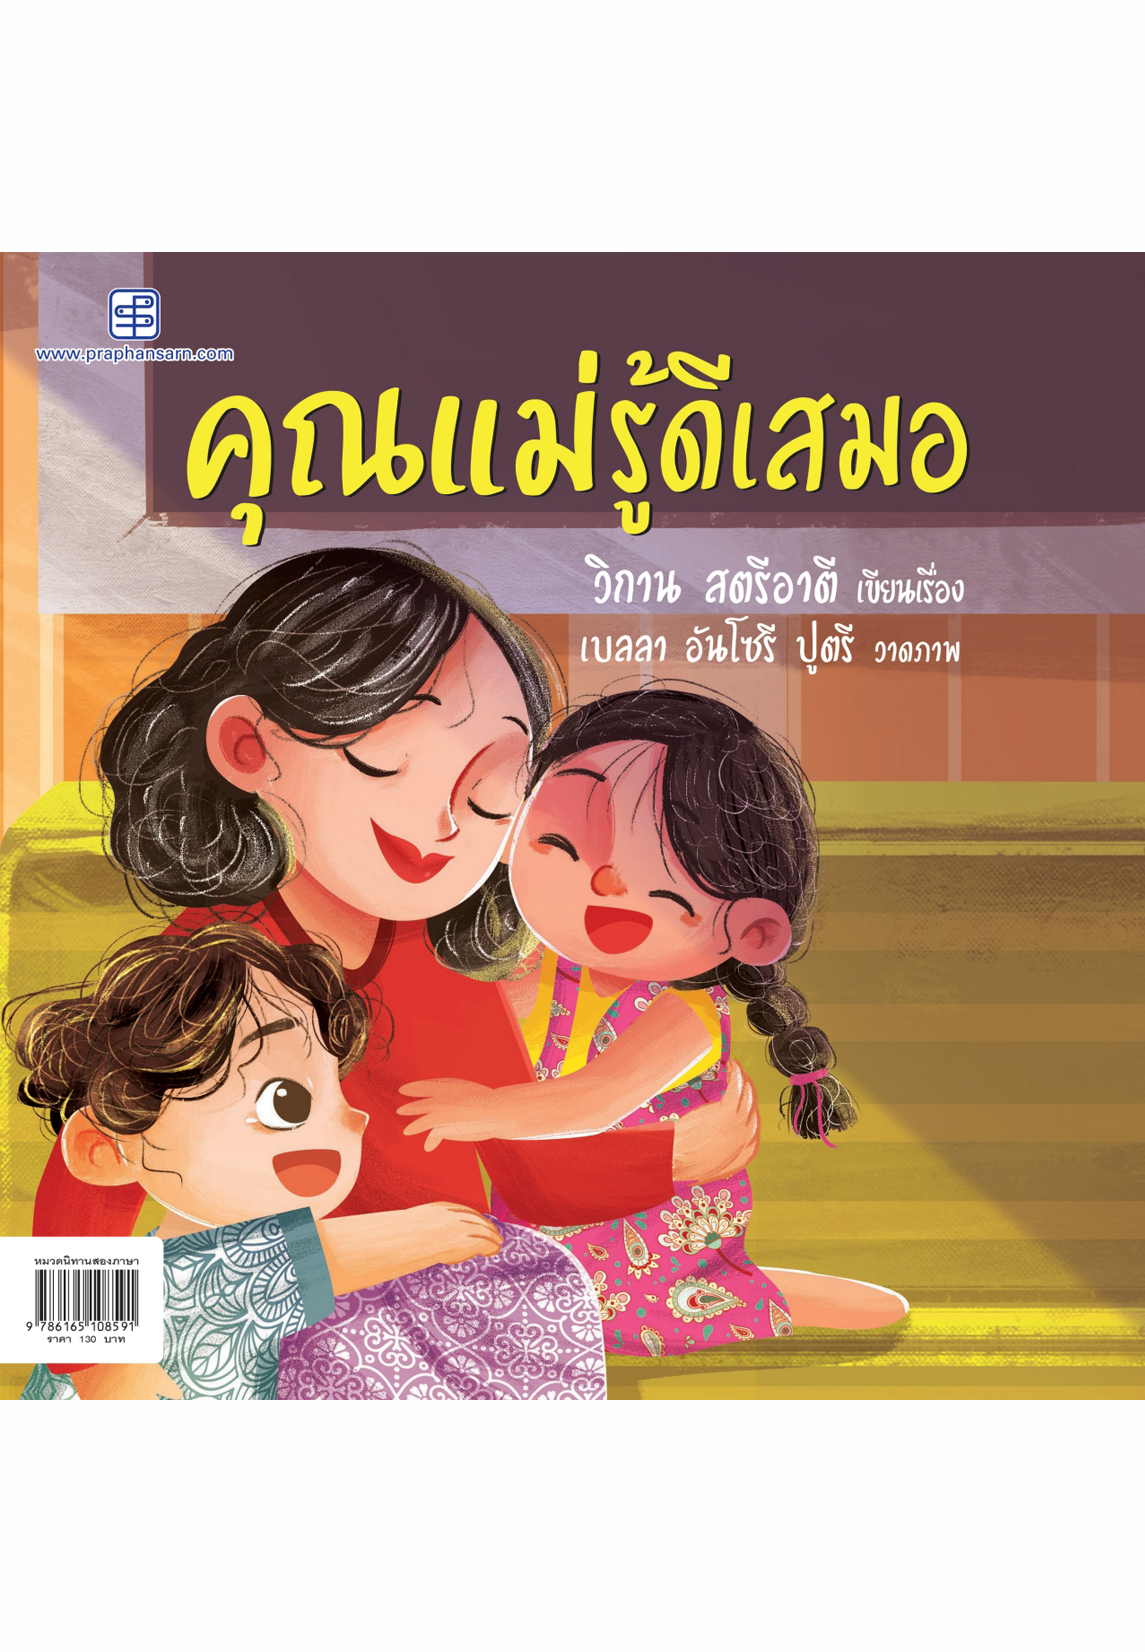 www.praphansarn.com
คุณแม่รู้ดีเสมอ
วิกาน สตรีอาตี เขียนเรื่อง
เบลลา อันโซรี ปูตรี วาดภาพ
หมวดนิทานสองภาษา
9 786165 108591
ราคา 130 บาท